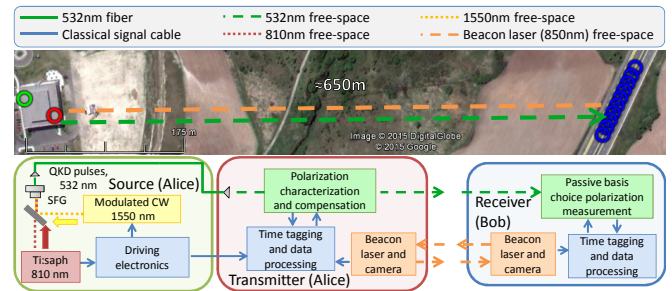 532nm fiber
532nm free-space
1550nm free-space
Classical signal cable
810nm free-space
Beacon laser (850nm) free-space
≈650m
175 m
Image © 2015 DigitalGlobe
© 2015 Google
QKD pulses,
532 nm
Source (Alice)
SFG
Modulated CW
1550 nm
Ti:saph
810 nm
Driving
electronics
Polarization
characterization
and compensation
Time tagging
and data
processing
Beacon
laser and
camera
Transmitter (Alice)
Receiver
(Bob)
Passive basis
choice polarization
measurement
Beacon
laser and
camera
Time tagging
and data
processing